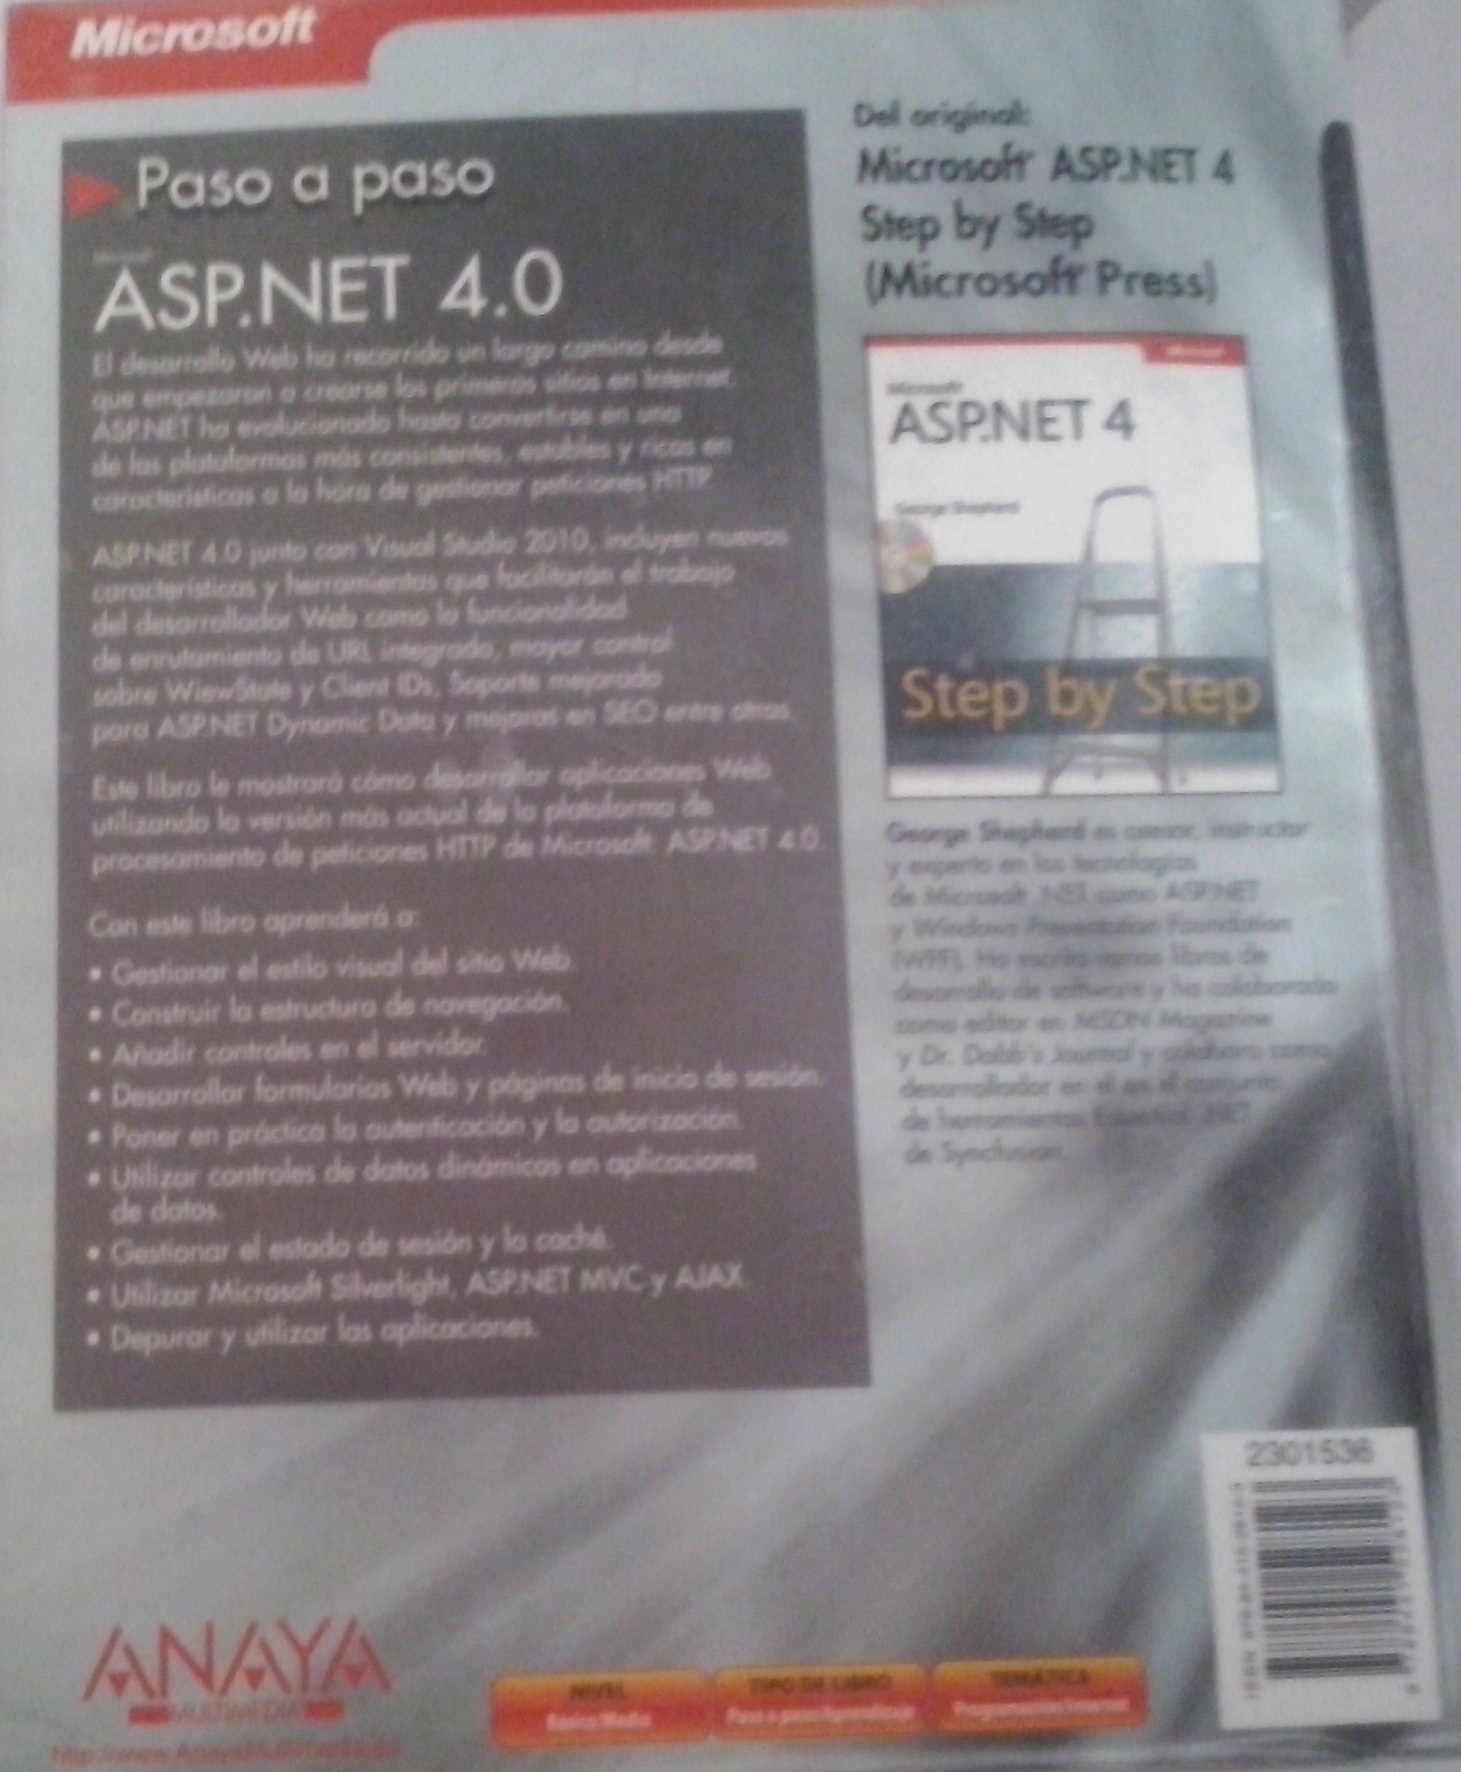 Microsoft
Paso a paso
Microsoft
ASP.NET 4.0
El desarrollo Web ha recorrido un largo camino desde
que empezaron a crearse los primeros sitios en Internet.
ASP.NET ha evolucionado hasta convertirse en una
de las plataformas más consistentes, estables y ricas en
características a la hora de gestionar peticiones HTTP.
ASP.NET 4.0 junto con Visual Studio 2010, incluyen nuevas
características y herramientas que facilitarán el trabajo
del desarrollador Web como la funcionalidad
de enrutamiento de URL integrado, mayor control
sobre WiewState y Client IDs, Soporte mejorado
para ASP.NET Dynamic Data y mejoras en SEO entre otras.
Este libro le mostrará cómo desarrollar aplicaciones Web
utilizando la versión más actual de la plataforma de
procesamiento de peticiones HTTP de Microsoft: ASP.NET 4.0.
Con este libro aprenderá a:
• Gestionar el estilo visual del sitio Web.
• Construir la estructura de navegación.
• Añadir controles en el servidor.
• Desarrollar formularios Web y páginas de inicio de sesión.
• Poner en práctica la autenticación y la autorización.
• Utilizar controles de datos dinámicos en aplicaciones
de datos.
• Gestionar el estado de sesión y la caché.
• Utilizar Microsoft Silverlight, ASP.NET MVC y AJAX.
• Depurar y utilizar las aplicaciones.
Del original:
Microsoft ASP.NET 4
Step by Step
(Microsoft Press)
Microsoft
Microsoft
ASP.NET 4
George Shepherd
Step by Step
George Shepherd es asesor, instructor
y experto en las tecnologías
de Microsoft .NET como ASP.NET
y Windows Presentation Foundation
(WPF). Ha escrito varios libros de
desarrollo de software y ha colaborado
como editor en MSDN Magazine
y Dr. Dobb's Journal y colabora como
desarrollador en el en el conjunto
de herramientas Essential .NET
de Syncfusion.
2301536
ANAYA
MULTIMEDIA
NIVEL
Básico/Medio
TIPO DE LIBRO
Paso a paso/Aprendizaje
TEMÁTICA
Programación/Internet